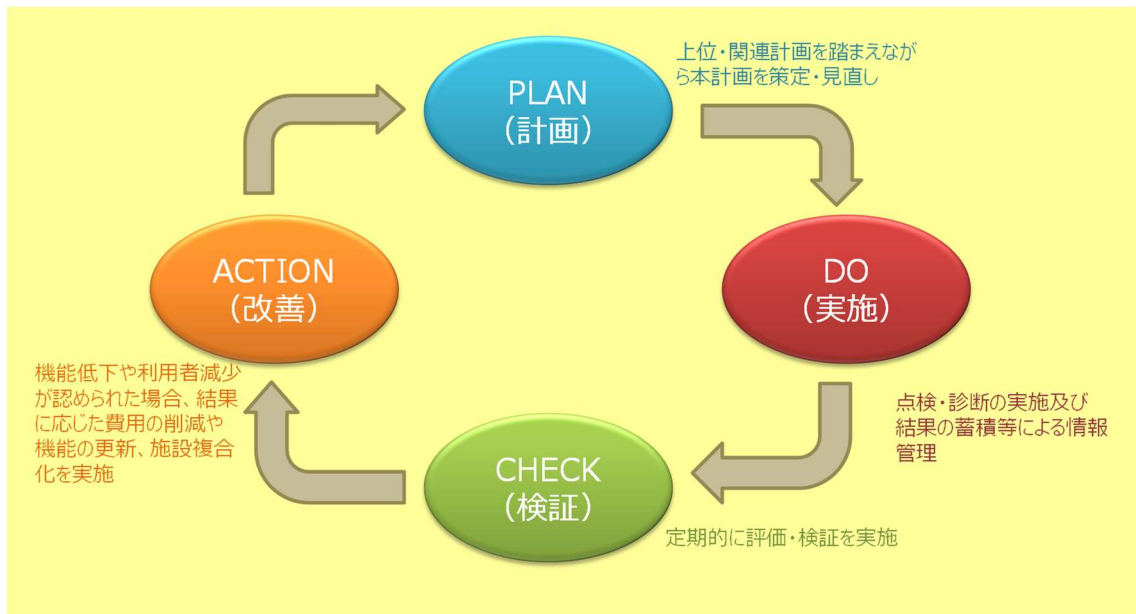 PLAN
（計画）
上位・関連計画を踏まえなが
ら本計画を策定・見直し
DO
（実施）
点検・診断の実施及び
結果の蓄積等による情報
管理
CHECK
（検証）
定期的に評価・検証を実施
ACTION
（改善）
機能低下や利用者減少
が認められた場合、結果
に応じた費用の削減や
機能の更新、施設複合
化を実施